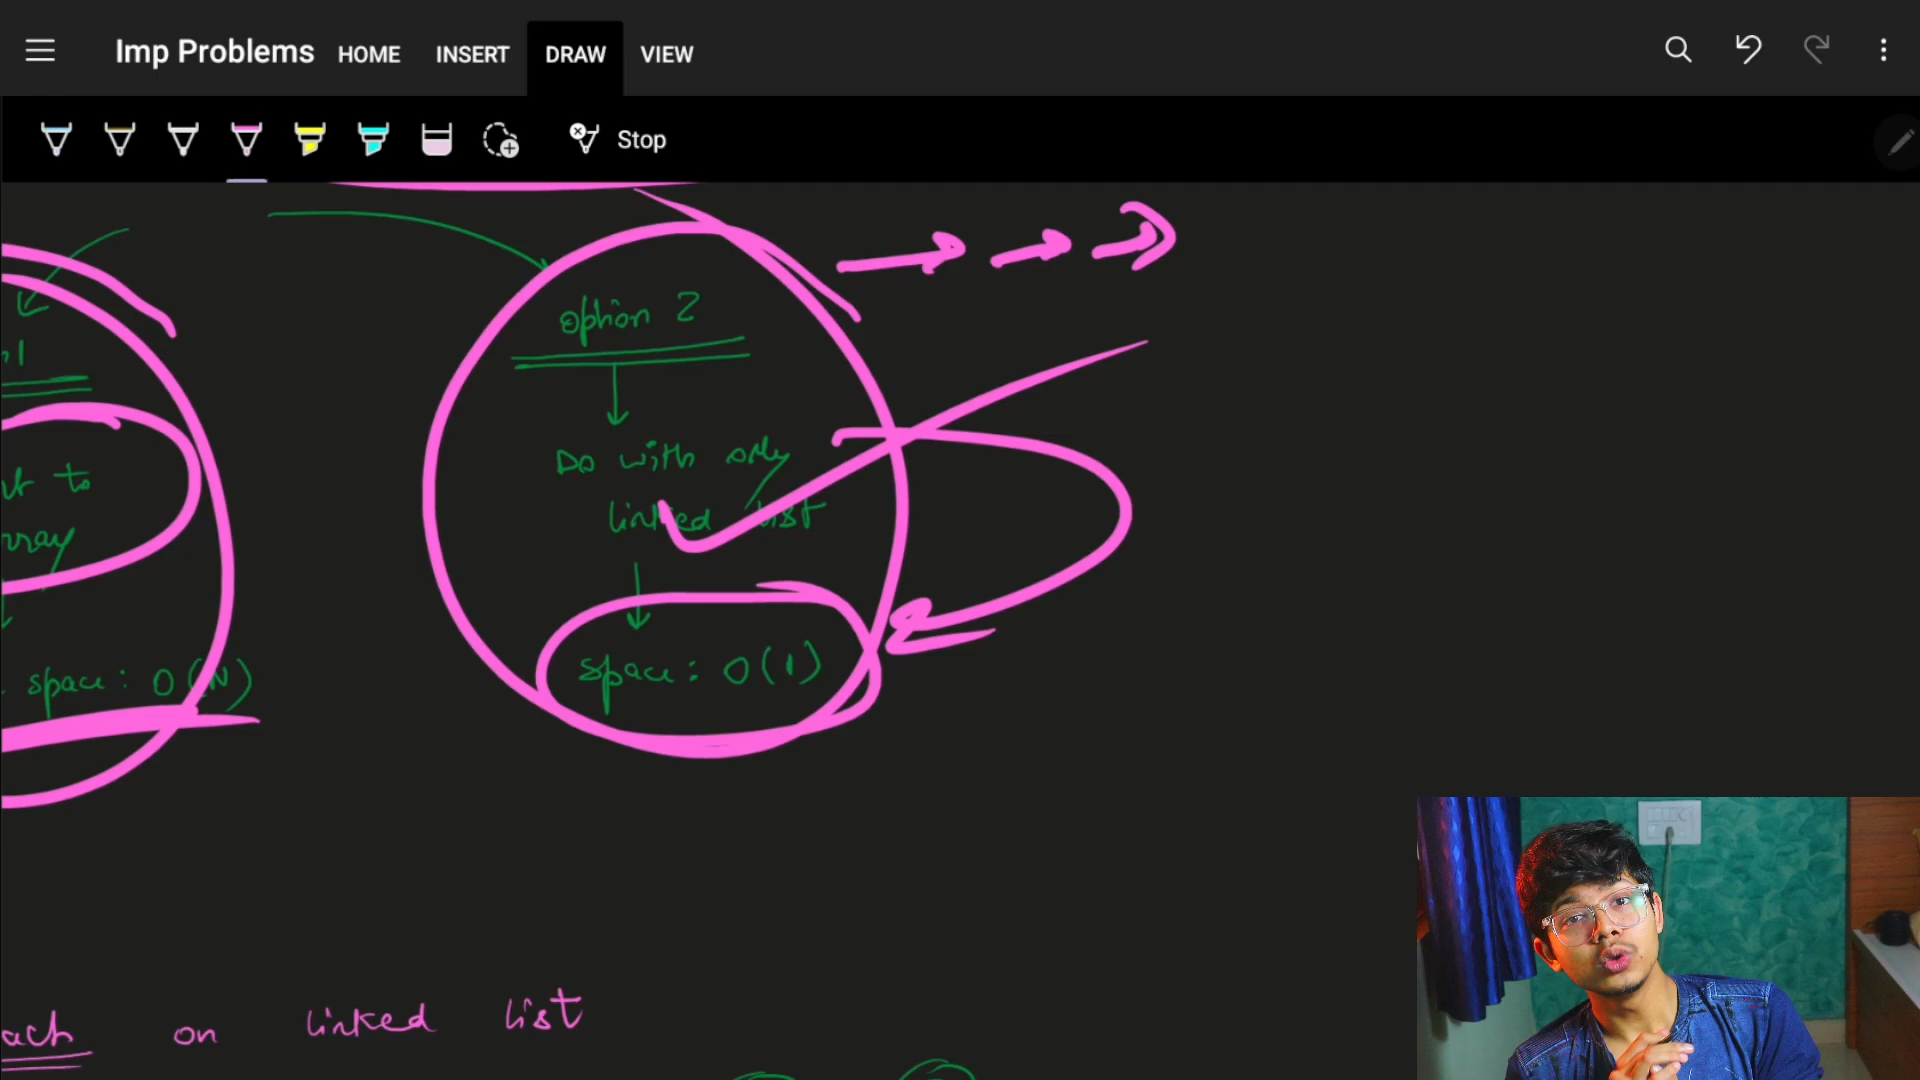 Imp Problems HOME INSERT DRAW VIEW
Stop
option 2
Do with only
linked list
space: O(1)
to
space: O(N)
on linked list